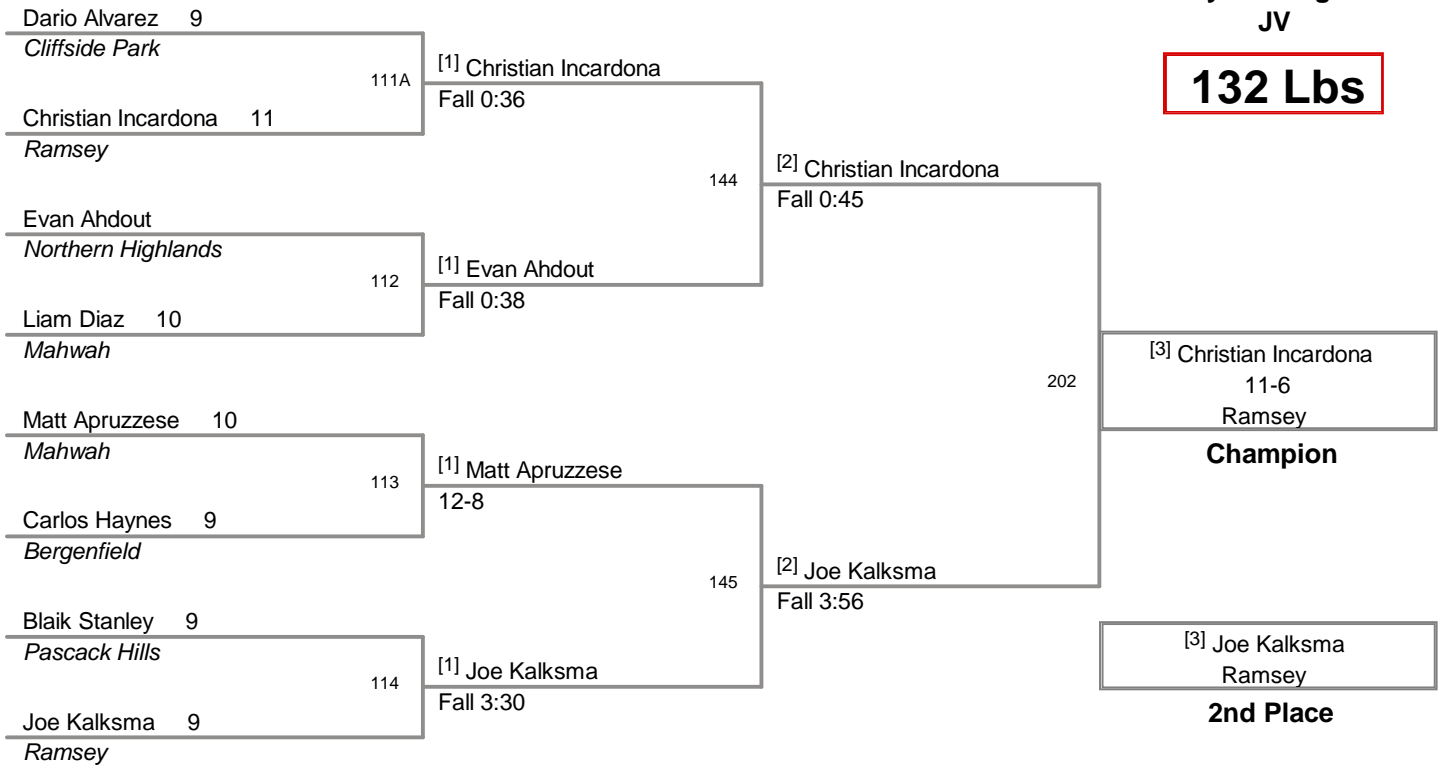 JV
132 Lbs
Dario Alvarez 9
Cliffside Park
111A
[1] Christian Incardona
Fall 0:36
Christian Incardona 11
Ramsey
144
[2] Christian Incardona
Fall 0:45
Evan Ahdout
Northern Highlands
112
[1] Evan Ahdout
Fall 0:38
Liam Diaz 10
Mahwah
202
[3] Christian Incardona
11-6
Ramsey
Champion
Matt Apruzzese 10
Mahwah
113
[1] Matt Apruzzese
12-8
Carlos Haynes 9
Bergenfield
145
[2] Joe Kalksma
Fall 3:56
Blaik Stanley 9
Pascack Hills
114
[1] Joe Kalksma
Fall 3:30
Joe Kalksma 9
Ramsey
[3] Joe Kalksma
Ramsey
2nd Place